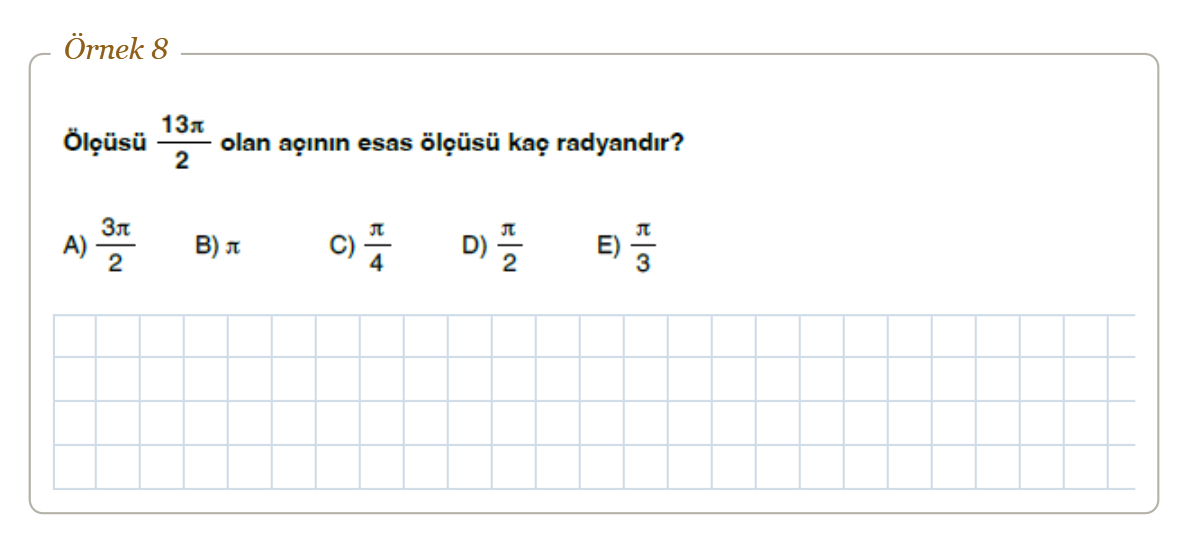 Örnek 8
Ölçüsü 13π/2 olan açının esas ölçüsü kaç radyandır?
A) 3π/2 B) π C) π/4 D) π/2 E) π/3